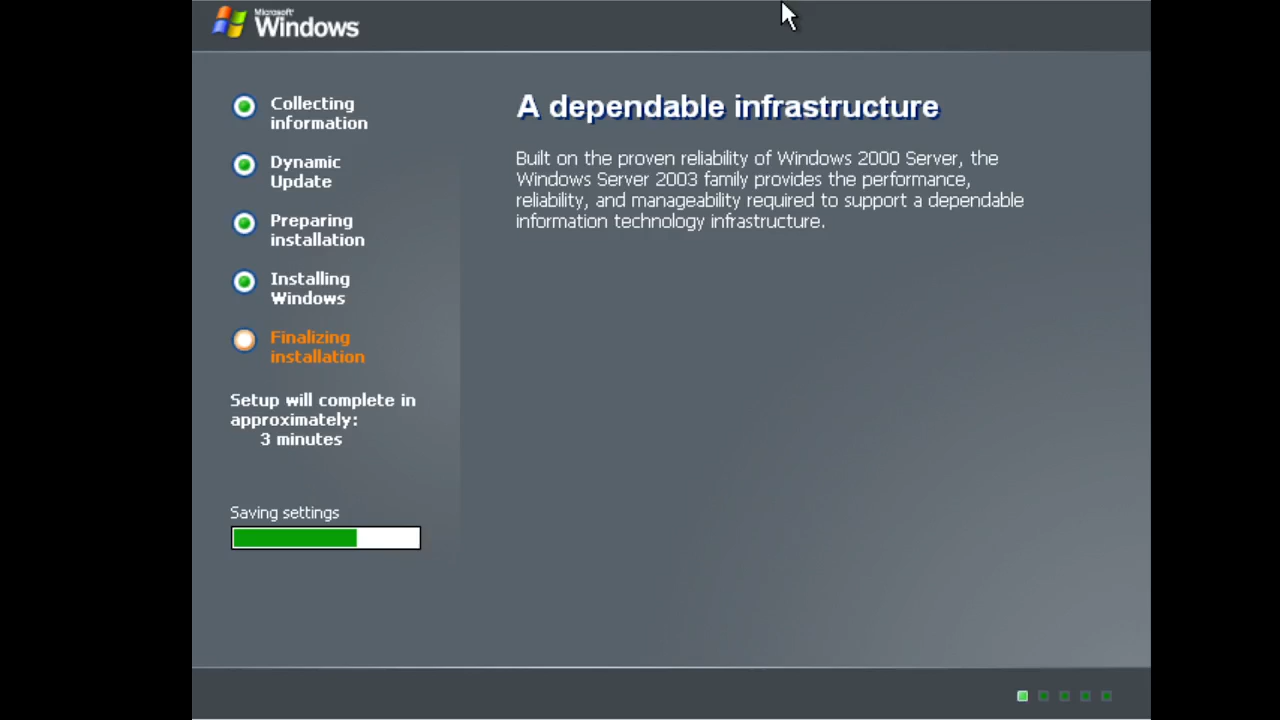 Microsoft
Windows
Collecting
information
Dynamic
Update
Preparing
installation
Installing
Windows
Finalizing
installation
Setup will complete in
approximately:
3 minutes
Saving settings
A dependable infrastructure
Built on the proven reliability of Windows 2000 Server, the
Windows Server 2003 family provides the performance,
reliability, and manageability required to support a dependable
information technology infrastructure.